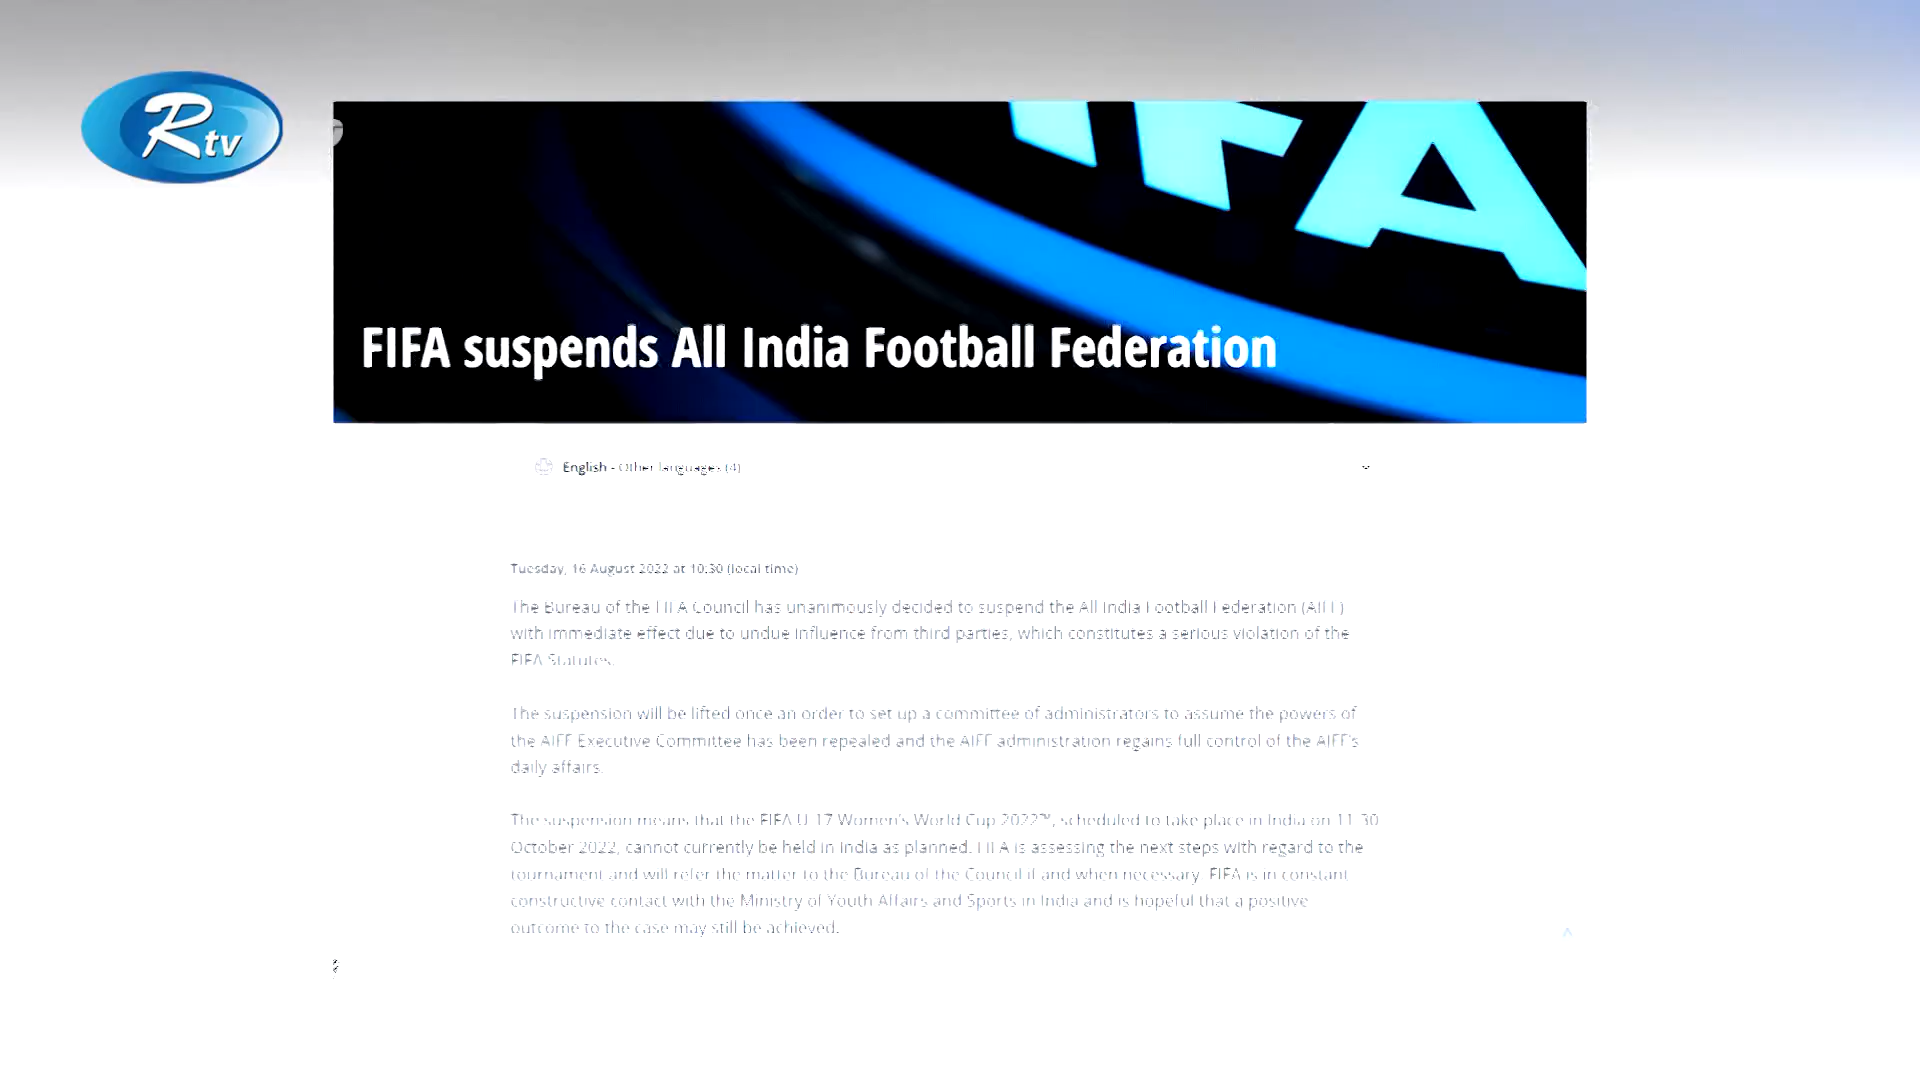 Rtv
IFA
FIFA suspends All India Football Federation
English - Other languages (4)
Tuesday, 16 August 2022 at 10:30 (local time)
The Bureau of the FIFA Council has unanimously decided to suspend the All India Football Federation (AIFF)
with immediate effect due to undue influence from third parties, which constitutes a serious violation of the
FIFA Statutes.
The suspension will be lifted once an order to set up a committee of administrators to assume the powers of
the AIFF Executive Committee has been repealed and the AIFF administration regains full control of the AIFF's
daily affairs.
The suspension means that the FIFA U-17 Women's World Cup 2022™, scheduled to take place in India on 11-30
October 2022, cannot currently be held in India as planned. FIFA is assessing the next steps with regard to the
tournament and will refer the matter to the Bureau of the Council if and when necessary. FIFA is in constant
constructive contact with the Ministry of Youth Affairs and Sports in India and is hopeful that a positive
outcome to the case may still be achieved.